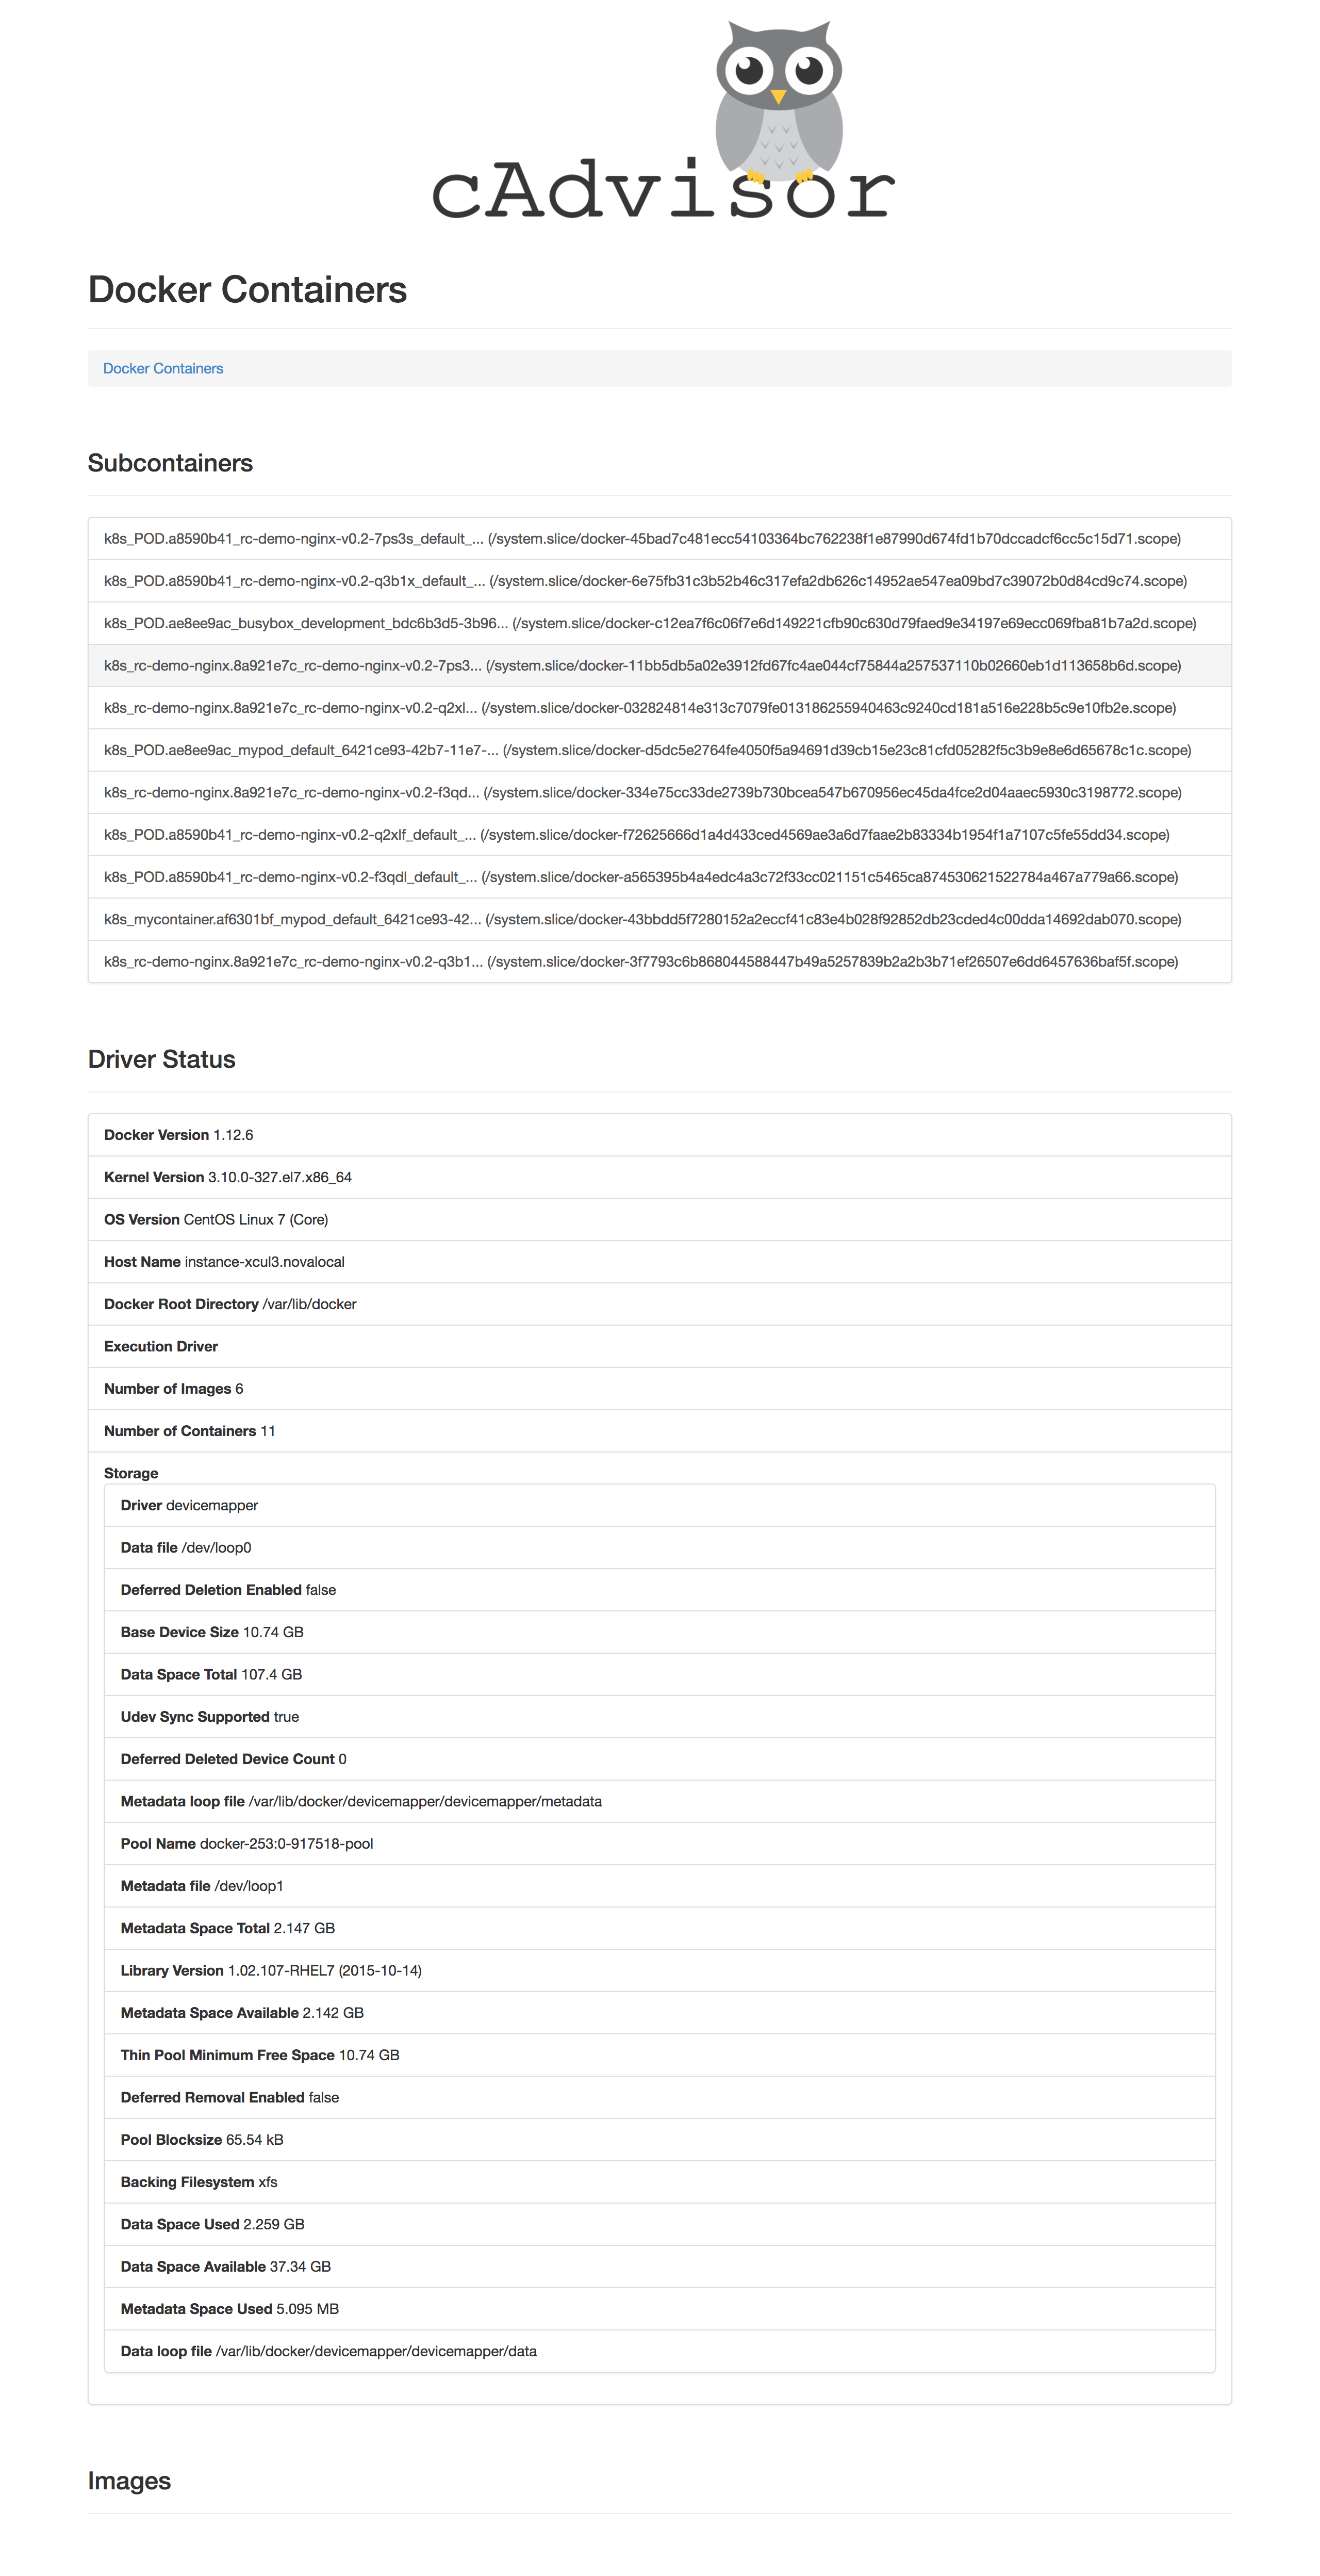 cAdvisor
Docker Containers
Docker Containers
Subcontainers
k8s_POD.a8590b41_rc-demo-nginx-v0.2-7ps3s_default_... (/system.slice/docker-45bad7c481ecc54103364bc762238f1e87990d674fd1b70dccadcf6cc5c15d71.scope)
k8s_POD.a8590b41_rc-demo-nginx-v0.2-q3b1x_default_... (/system.slice/docker-6e75fb31c3b52b46c317efa2db626c14952ae547ea09bd7c39072b0d84cd9c74.scope)
k8s_POD.ae8ee9ac_busybox_development_bdc6b3d5-3b96... (/system.slice/docker-c12ea7f6c06f7e6d149221cfb90c630d79faed9e34197e69ecc069fba81b7a2d.scope)
k8s_rc-demo-nginx.8a921e7c_rc-demo-nginx-v0.2-7ps3... (/system.slice/docker-11bb5db5a02e3912fd67fc4ae044cf75844a257537110b02660eb1d113658b6d.scope)
k8s_rc-demo-nginx.8a921e7c_rc-demo-nginx-v0.2-q2xl... (/system.slice/docker-032824814e313c7079fe013186255940463c9240cd181a516e228b5c9e10fb2e.scope)
k8s_POD.ae8ee9ac_mypod_default_6421ce93-42b7-11e7-... (/system.slice/docker-d5dc5e2764fe4050f5a94691d39cb15e23c81cfd05282f5c3b9e8e6d65678c1c.scope)
k8s_rc-demo-nginx.8a921e7c_rc-demo-nginx-v0.2-f3qd... (/system.slice/docker-334e75cc33de2739b730bcea547b670956ec45da4fce2d04aaec5930c3198772.scope)
k8s_POD.a8590b41_rc-demo-nginx-v0.2-q2xlf_default_... (/system.slice/docker-f72625666d1a4d433ced4569ae3a6d7faae2b83334b1954f1a7107c5fe55dd34.scope)
k8s_POD.a8590b41_rc-demo-nginx-v0.2-f3qdl_default_... (/system.slice/docker-a565395b4a4edc4a3c72f33cc021151c5465ca874530621522784a467a779a66.scope)
k8s_mycontainer.af6301bf_mypod_default_6421ce93-42... (/system.slice/docker-43bbdd5f7280152a2eccf41c83e4b028f92852db23cded4c00dda14692dab070.scope)
k8s_rc-demo-nginx.8a921e7c_rc-demo-nginx-v0.2-q3b1... (/system.slice/docker-3f7793c6b868044588447b49a5257839b2a2b3b71ef26507e6dd6457636baf5f.scope)
Driver Status
Docker Version 1.12.6
Kernel Version 3.10.0-327.el7.x86_64
OS Version CentOS Linux 7 (Core)
Host Name instance-xcul3.novalocal
Docker Root Directory /var/lib/docker
Execution Driver
Number of Images 6
Number of Containers 11
Storage
Driver devicemapper
Data file /dev/loop0
Deferred Deletion Enabled false
Base Device Size 10.74 GB
Data Space Total 107.4 GB
Udev Sync Supported true
Deferred Deleted Device Count 0
Metadata loop file /var/lib/docker/devicemapper/devicemapper/metadata
Pool Name docker-253:0-917518-pool
Metadata file /dev/loop1
Metadata Space Total 2.147 GB
Library Version 1.02.107-RHEL7 (2015-10-14)
Metadata Space Available 2.142 GB
Thin Pool Minimum Free Space 10.74 GB
Deferred Removal Enabled false
Pool Blocksize 65.54 kB
Backing Filesystem xfs
Data Space Used 2.259 GB
Data Space Available 37.34 GB
Metadata Space Used 5.095 MB
Data loop file /var/lib/docker/devicemapper/devicemapper/data
Images